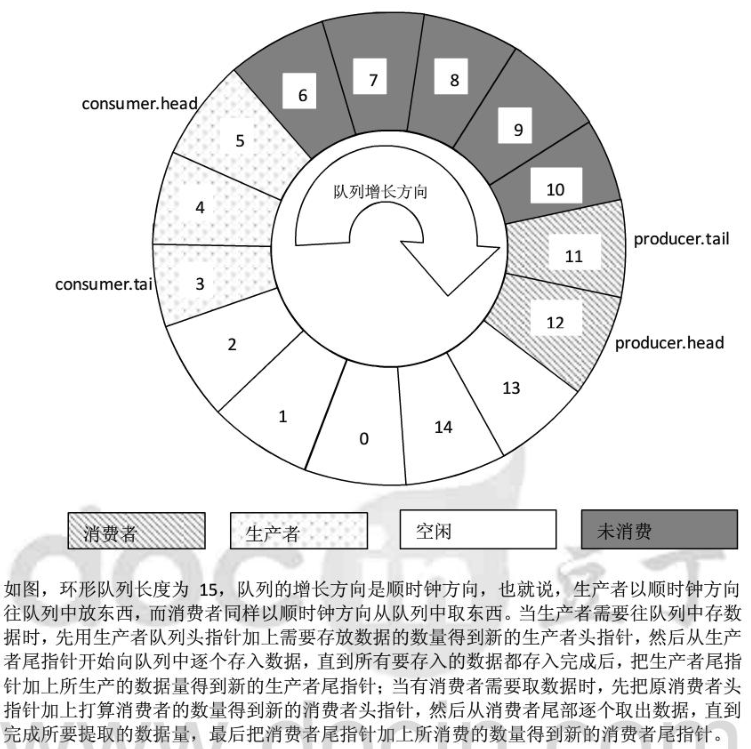 6
7
8
9
10
consumer.head
5
4
队列增长方向
11
producer.tail
consumer.tai
3
12
producer.head
2
13
1
0
14
消费者
生产者
空闲
未消费
如图，环形队列长度为 15，队列的增长方向是顺时钟方向，也就说，生产者以顺时钟方向
往队列中放东西，而消费者同样以顺时钟方向从队列中取东西。当生产者需要往队列中存数
据时，先用生产者队列头指针加上需要存放数据的数量得到新的生产者头指针，然后从生产
者尾指针开始向队列中逐个存入数据，直到所有要存入的数据都存入完成后，把生产者尾指
针加上所生产的数据量得到新的生产者尾指针；当有消费者需要取数据时，先把原消费者头
指针加上打算消费者的数量得到新的消费者头指针，然后从消费者尾部逐个取出数据，直到
完成所要提取的数据量，最后把消费者尾指针加上所消费的数量得到新的消费者尾指针。